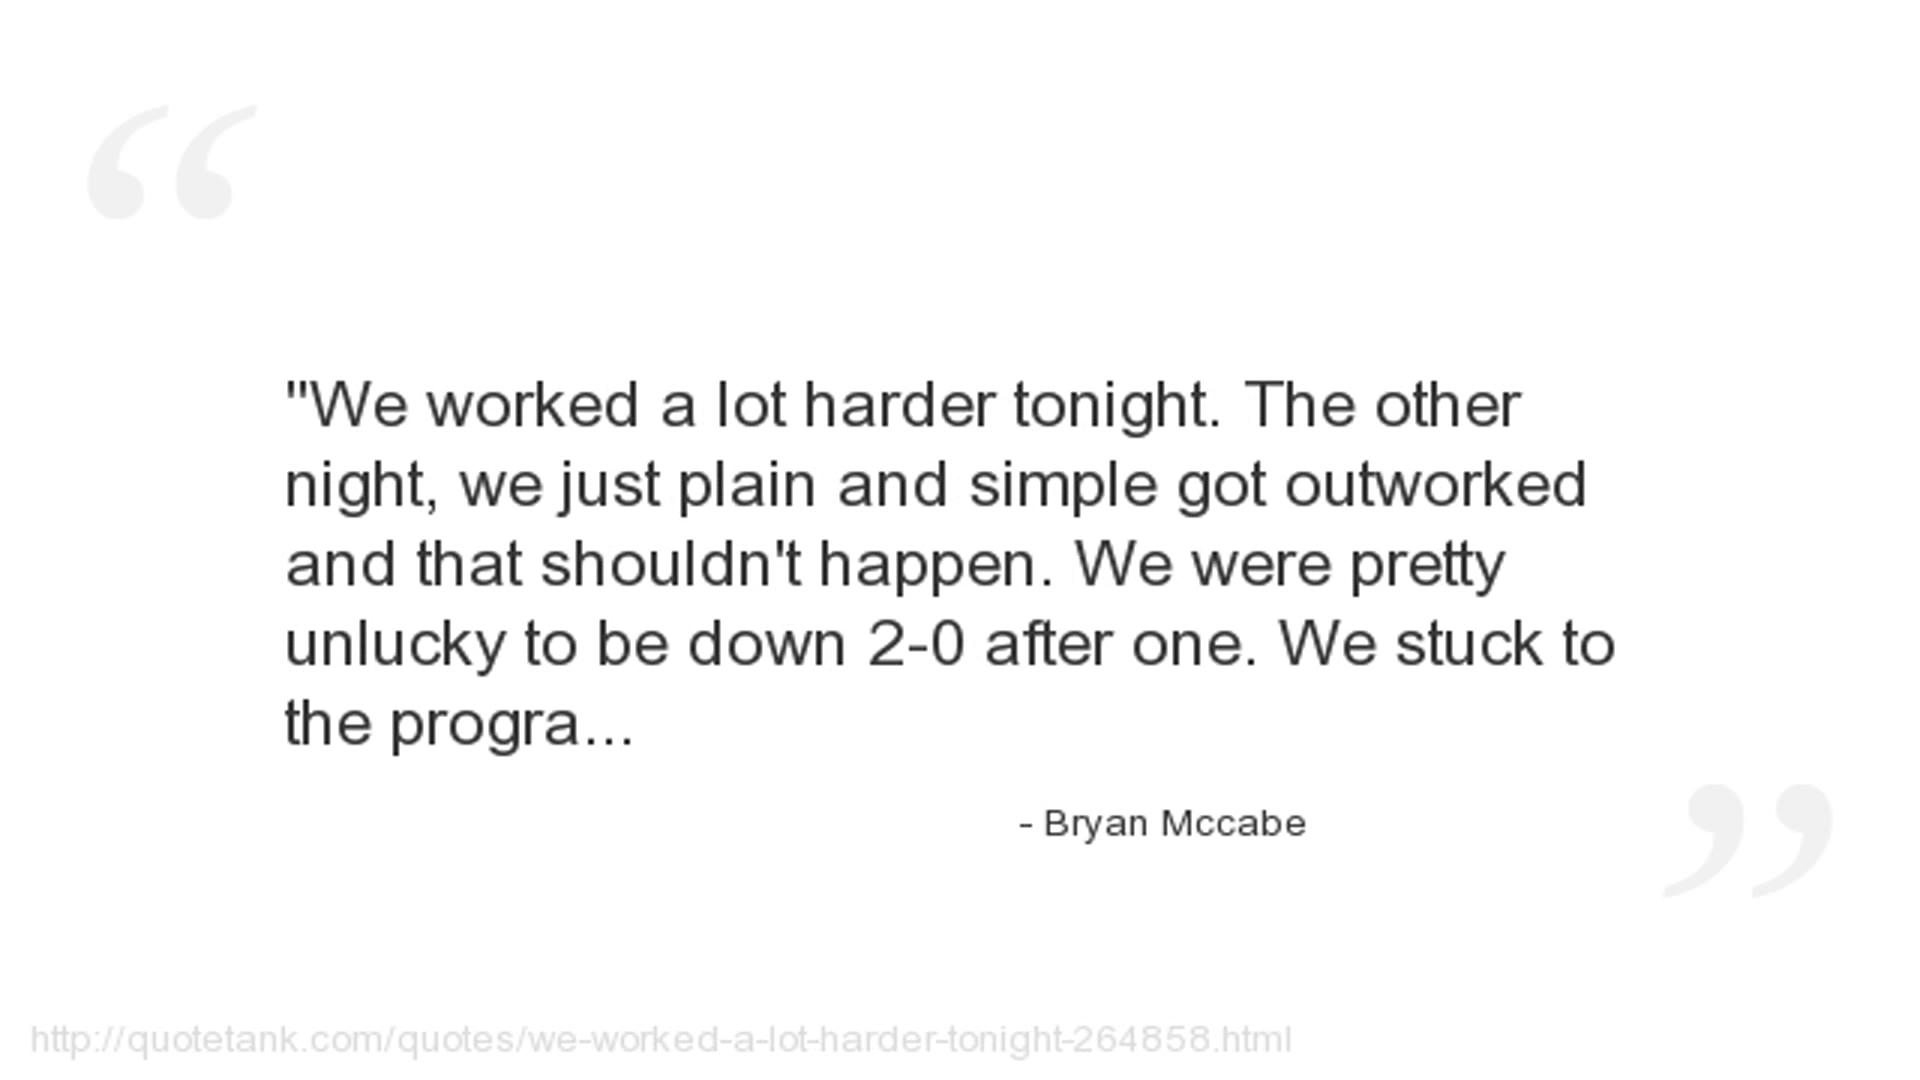 "We worked a lot harder tonight. The other
night, we just plain and simple got outworked
and that shouldn't happen. We were pretty
unlucky to be down 2-0 after one. We stuck to
the progra...
- Bryan Mccabe
http://quotetank.com/quotes/we-worked-a-lot-harder-tonight-264858.html